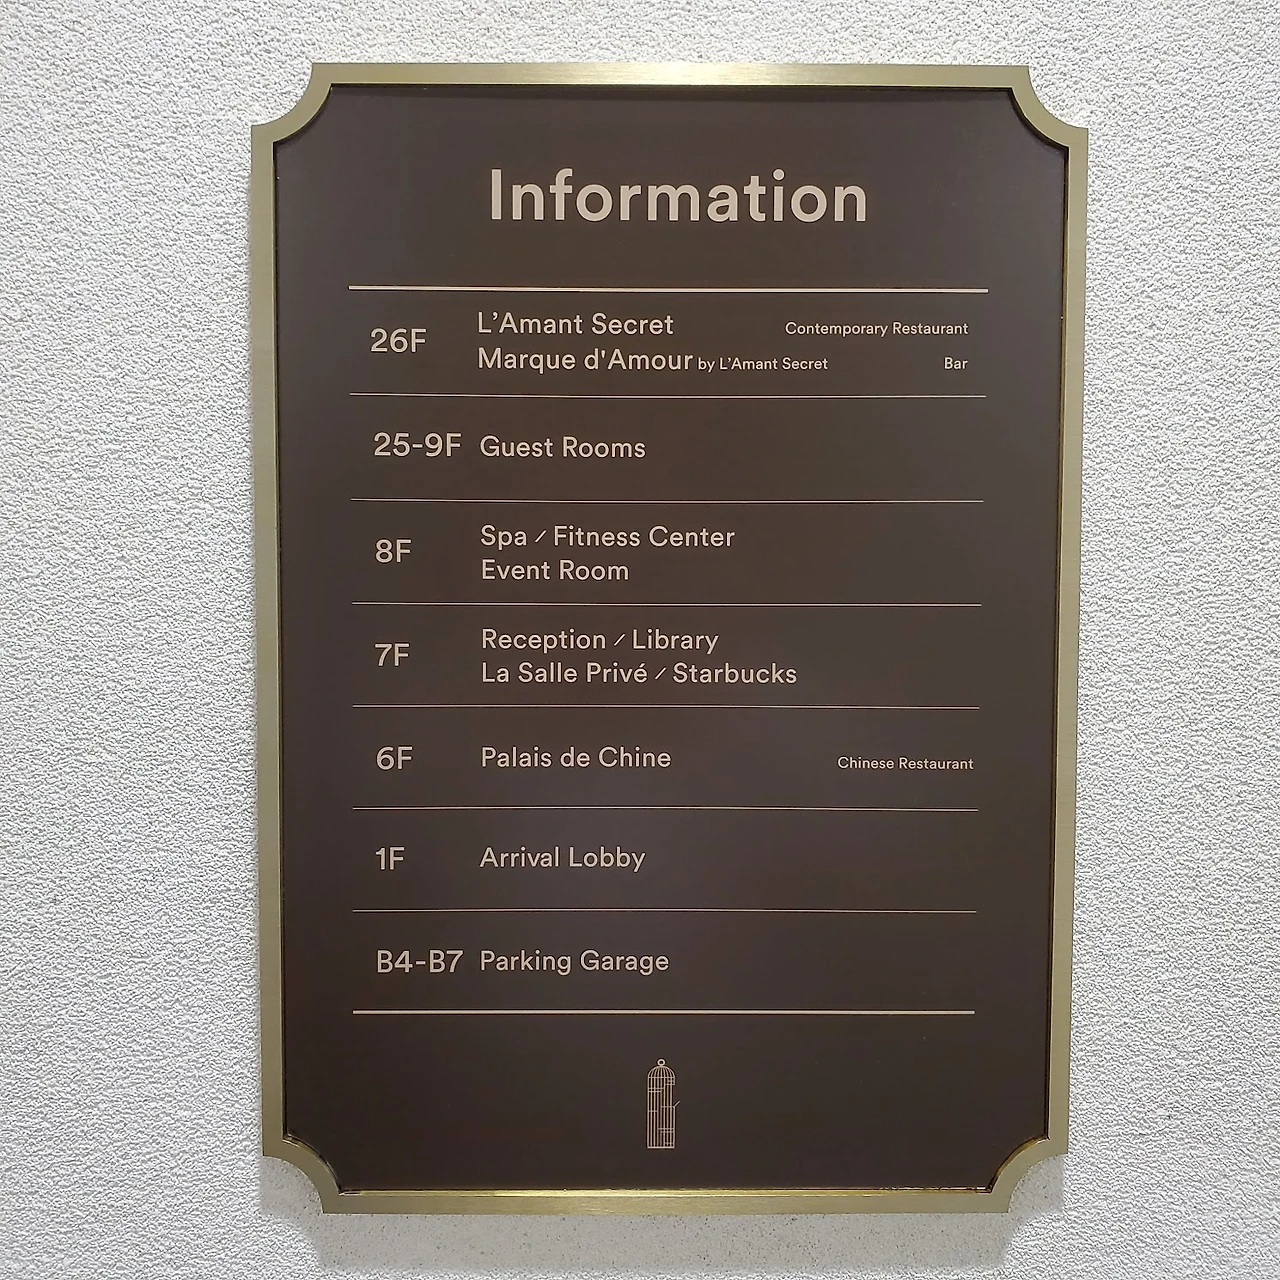 Information
26F
L’Amant Secret Contemporary Restaurant
Marque d'Amour by L’Amant Secret Bar
25-9F Guest Rooms
8F
Spa / Fitness Center
Event Room
7F
Reception / Library
La Salle Privé / Starbucks
6F Palais de Chine Chinese Restaurant
1F Arrival Lobby
B4-B7 Parking Garage